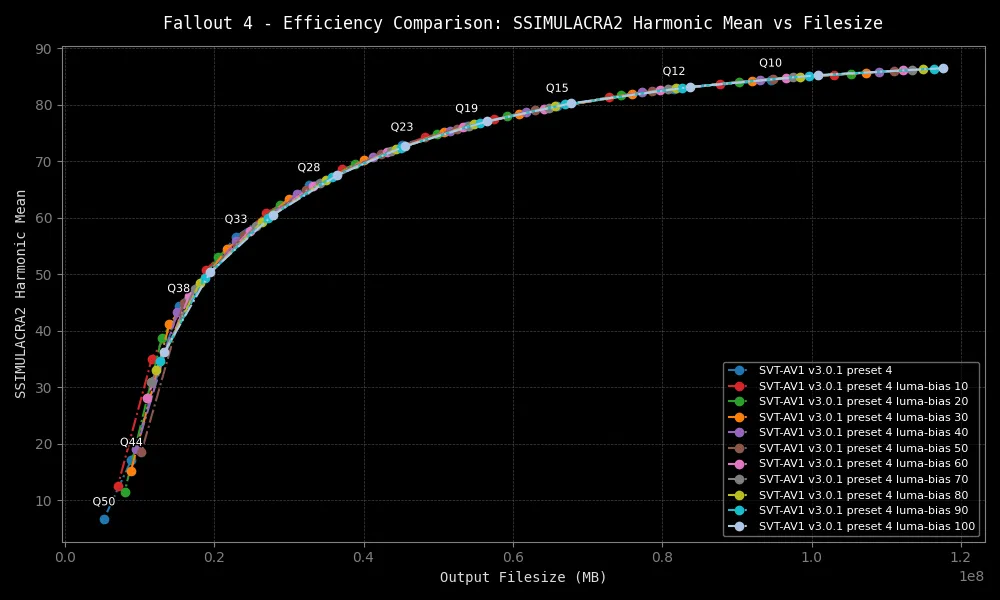 Fallout 4 - Efficiency Comparison: SSIMULACRA2 Harmonic Mean vs Filesize
SSIMULACRA2 Harmonic Mean
90
80
70
60
50
40
30
20
10
Q50
Q44
Q38
Q33
Q28
Q23
Q19
Q15
Q12
Q10
SVT-AV1 v3.0.1 preset 4
SVT-AV1 v3.0.1 preset 4 luma-bias 10
SVT-AV1 v3.0.1 preset 4 luma-bias 20
SVT-AV1 v3.0.1 preset 4 luma-bias 30
SVT-AV1 v3.0.1 preset 4 luma-bias 40
SVT-AV1 v3.0.1 preset 4 luma-bias 50
SVT-AV1 v3.0.1 preset 4 luma-bias 60
SVT-AV1 v3.0.1 preset 4 luma-bias 70
SVT-AV1 v3.0.1 preset 4 luma-bias 80
SVT-AV1 v3.0.1 preset 4 luma-bias 90
SVT-AV1 v3.0.1 preset 4 luma-bias 100
0.0 0.2 0.4 0.6 0.8 1.0 1.2
1e8
Output Filesize (MB)